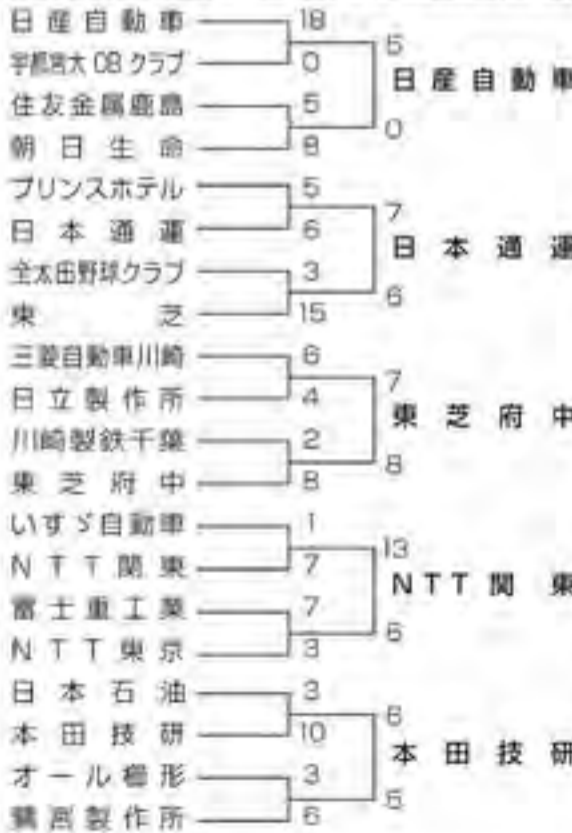 日産自動車 18
宇都宮大OBクラブ 0
5
日産自動車
住友金属鹿島 5
0
朝日生命 8
プリンスホテル 5
7
日本通運 6
日本通運
全太田野球クラブ 3
6
東芝 15
三菱自動車川崎 6
7
日立製作所 4
東芝府中
川崎製鉄千葉 2
8
東芝府中 8
いすゞ自動車 1
13
NTT関東 7
NTT関東
富士重工業 7
6
NTT東京 3
日本石油 3
6
本田技研 10
本田技研
オール櫛形 3
5
鷺宮製作所 6